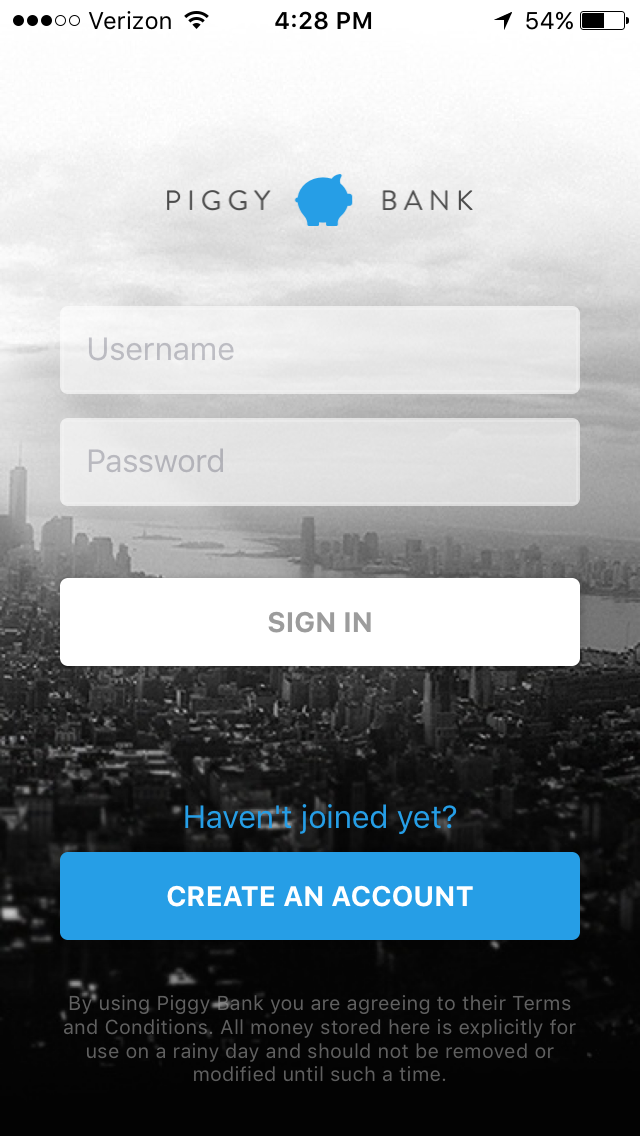 Verizon 4:28 PM 54%
PIGGY BANK
Username
Password
SIGN IN
Haven't joined yet?
CREATE AN ACCOUNT
By using Piggy Bank you are agreeing to their Terms
and Conditions. All money stored here is explicitly for
use on a rainy day and should not be removed or
modified until such a time.